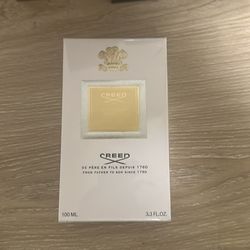 CREED
CREED
DE PÈRE EN FILS DEPUIS 1760
FROM FATHER TO SON SINCE 1760
100 ML
3.3 FL.OZ.